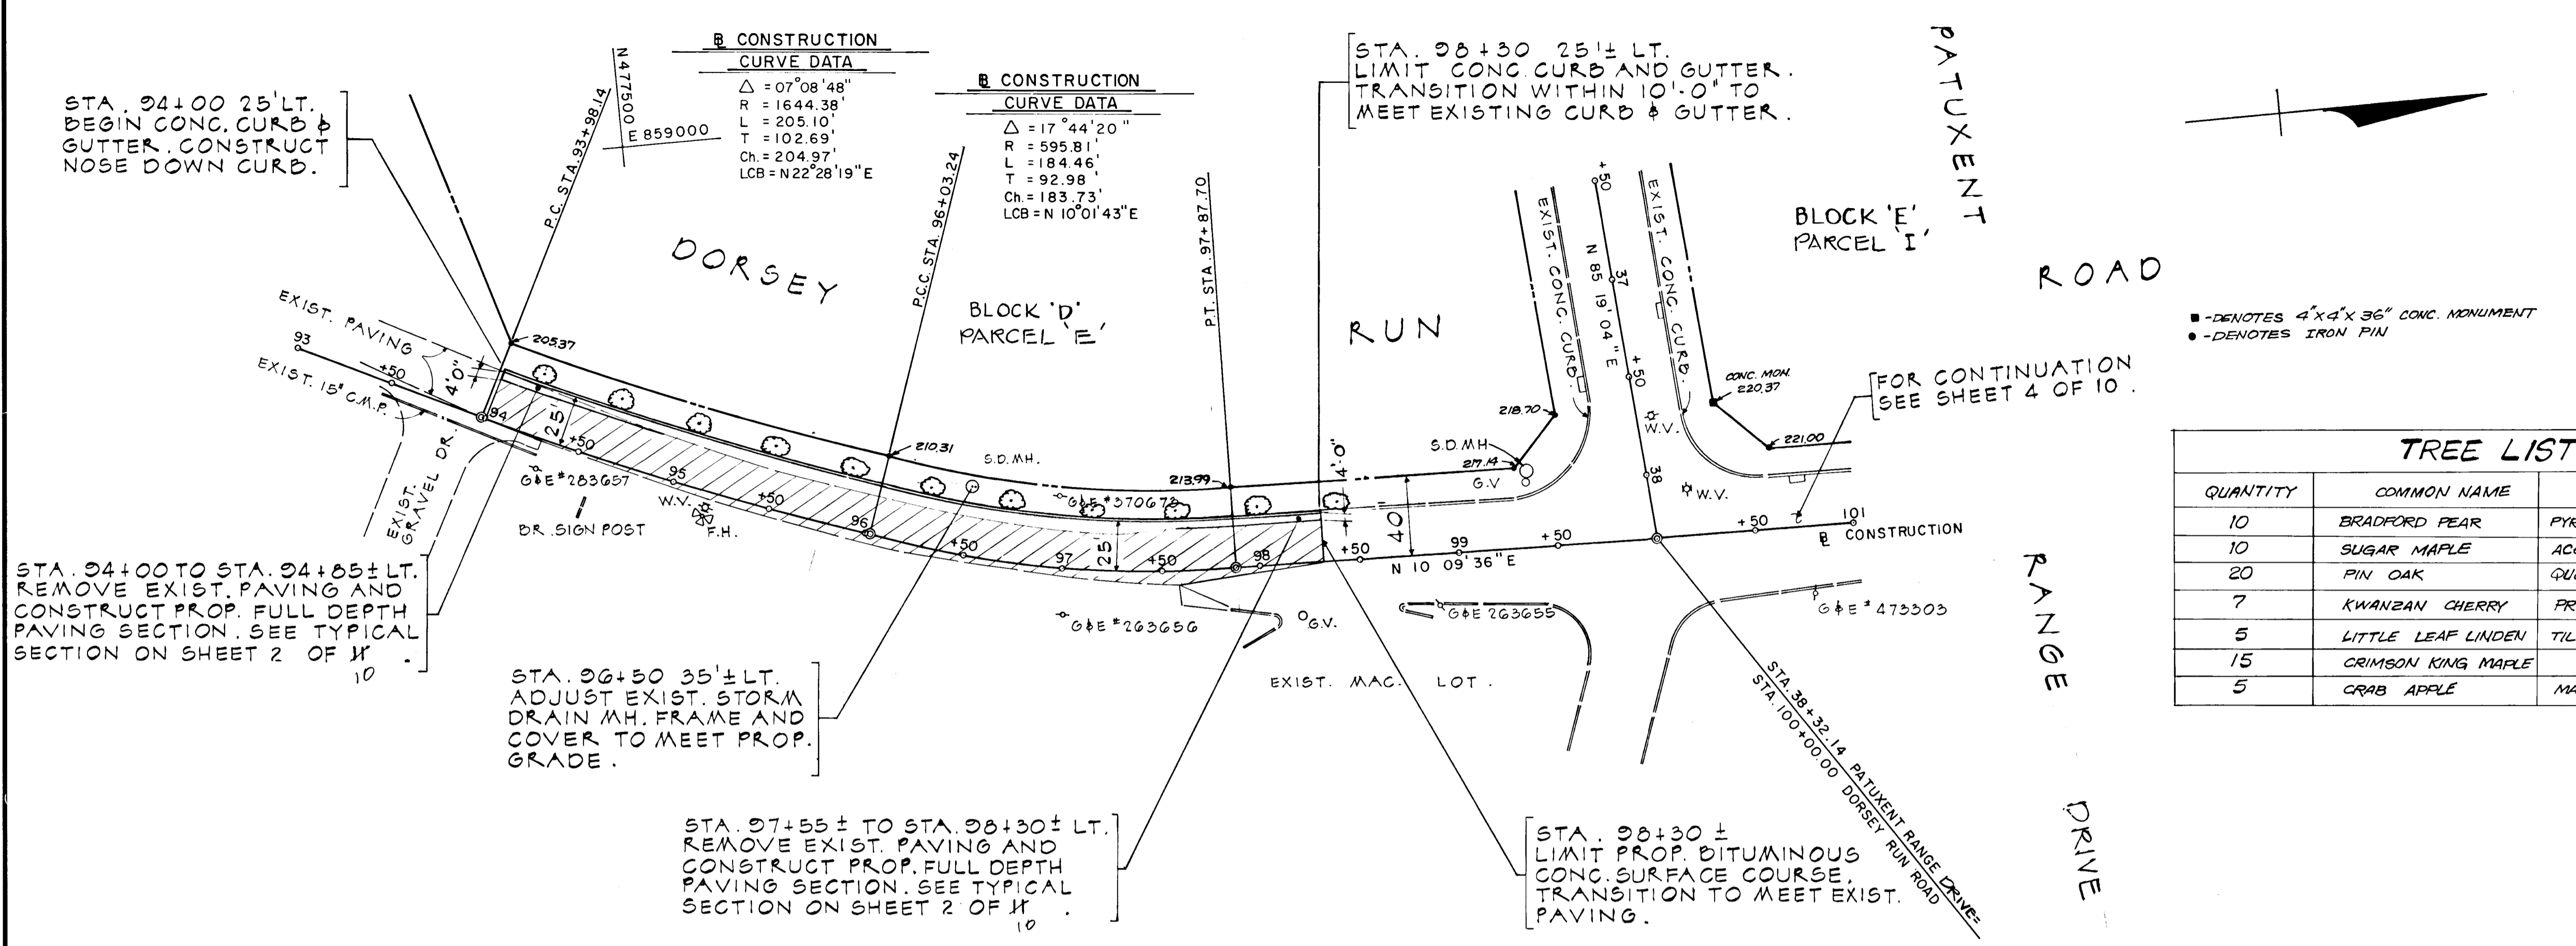 STA. 94+00 25'LT.
BEGIN CONC. CURB &
GUTTER. CONSTRUCT
NOSE DOWN CURB.
P.C. STA. 93+98.14
N477500
E 859000
℄ CONSTRUCTION
CURVE DATA
Δ = 07°08'48"
R = 1644.38'
L = 205.10'
T = 102.69'
Ch. = 204.97'
LCB = N22°28'19"E
℄ CONSTRUCTION
CURVE DATA
Δ = 17°44'20"
R = 595.81'
L = 184.46'
T = 92.98'
Ch. = 183.73'
LCB = N 10°01'43"E
P.C.C. STA. 96+03.24
P.T. STA. 97+87.70
STA. 98+30 25'± LT.
LIMIT CONC. CURB AND GUTTER.
TRANSITION WITHIN 10'-0" TO
MEET EXISTING CURB & GUTTER.
PATUXENT
RANGE
DRIVE
DORSEY
RUN
ROAD
BLOCK 'D'
PARCEL 'E'
BLOCK 'E'
PARCEL 'I'
EXIST. CONC. CURB.
EXIST. CONC. CURB.
+50
37
N 85 19' 04" E
+50
38
■ -DENOTES 4"X4"X 36" CONC. MONUMENT
● -DENOTES IRON PIN
FOR CONTINUATION
SEE SHEET 4 OF 10.
EXIST. PAVING
93
+50
EXIST. 15" C.M.P.
4'0"
94
205.37
25'
+50
95
+50
96
+50
97
+50
98
+50
99
+50
+50
101
℄ CONSTRUCTION
N 10 09'36"E
EXIST.
GRAVEL DR.
G&E #283657
BR. SIGN POST
W.V.
F.H.
210.31
S.D.MH.
G&E #370673
213.99
25'
4'-0"
40'
S.D.MH
217.14
G.V
218.70
W.V.
W.V.
CONC. MON.
220.37
221.00
G&E #263656
G.V.
G&E 263655
G&E #473303
EXIST. MAC. LOT.
STA. 38+32.14 PATUXENT RANGE DRIVE=
STA. 100+00.00 DORSEY RUN ROAD
STA. 94+00 TO STA. 94+85± LT.
REMOVE EXIST. PAVING AND
CONSTRUCT PROP. FULL DEPTH
PAVING SECTION. SEE TYPICAL
SECTION ON SHEET 2 OF 11.
10
STA. 96+50 35'± LT.
ADJUST EXIST. STORM
DRAIN MH. FRAME AND
COVER TO MEET PROP.
GRADE.
STA. 97+55± TO STA. 98+30± LT.
REMOVE EXIST. PAVING AND
CONSTRUCT PROP. FULL DEPTH
PAVING SECTION. SEE TYPICAL
SECTION ON SHEET 2 OF 11.
10
STA. 98+30 ±
LIMIT PROP. BITUMINOUS
CONC. SURFACE COURSE.
TRANSITION TO MEET EXIST.
PAVING.
TREE LIST
QUANTITY COMMON NAME
10 BRADFORD PEAR PYR
10 SUGAR MAPLE AC
20 PIN OAK QU
7 KWANZAN CHERRY PR
5 LITTLE LEAF LINDEN TIL
15 CRIMSON KING MAPLE
5 CRAB APPLE MA